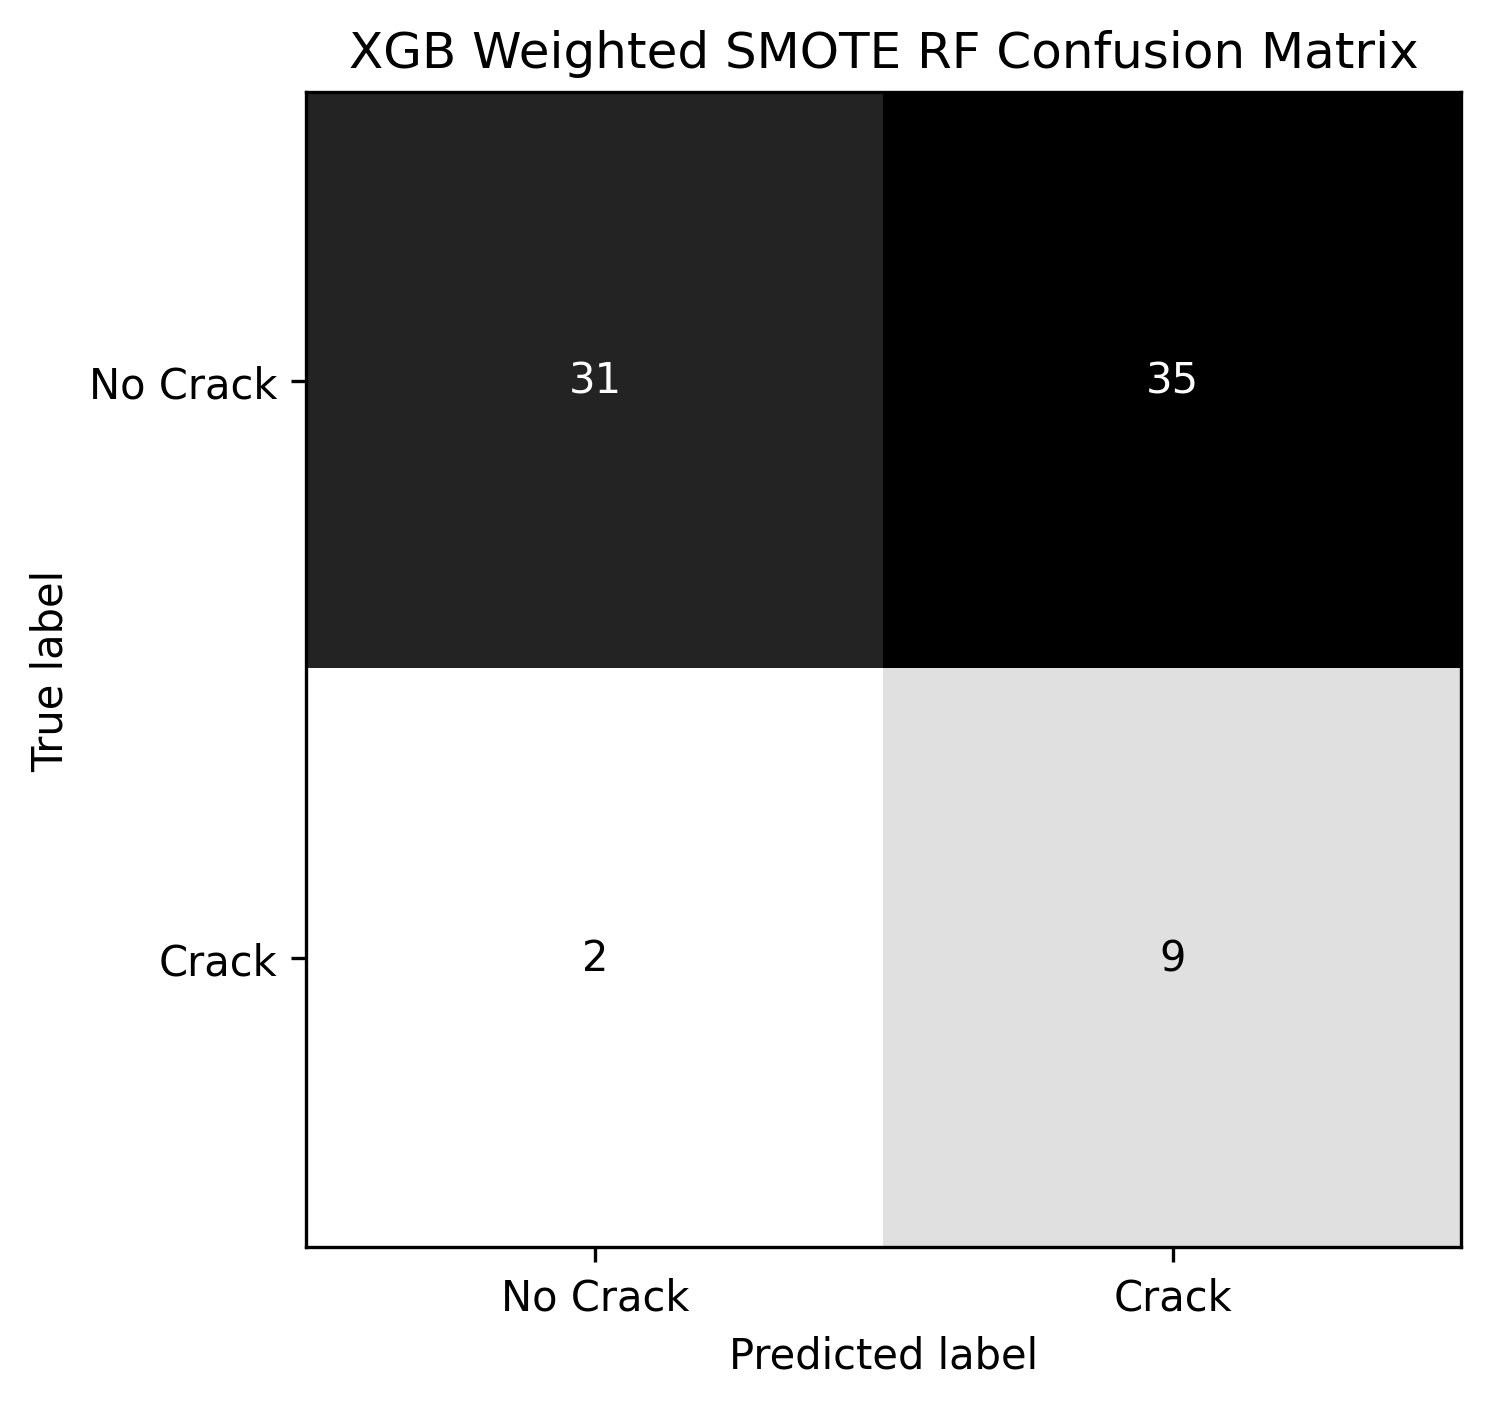 XGB Weighted SMOTE RF Confusion Matrix
True label
No Crack
31
35
Crack
2
9
No Crack
Crack
Predicted label